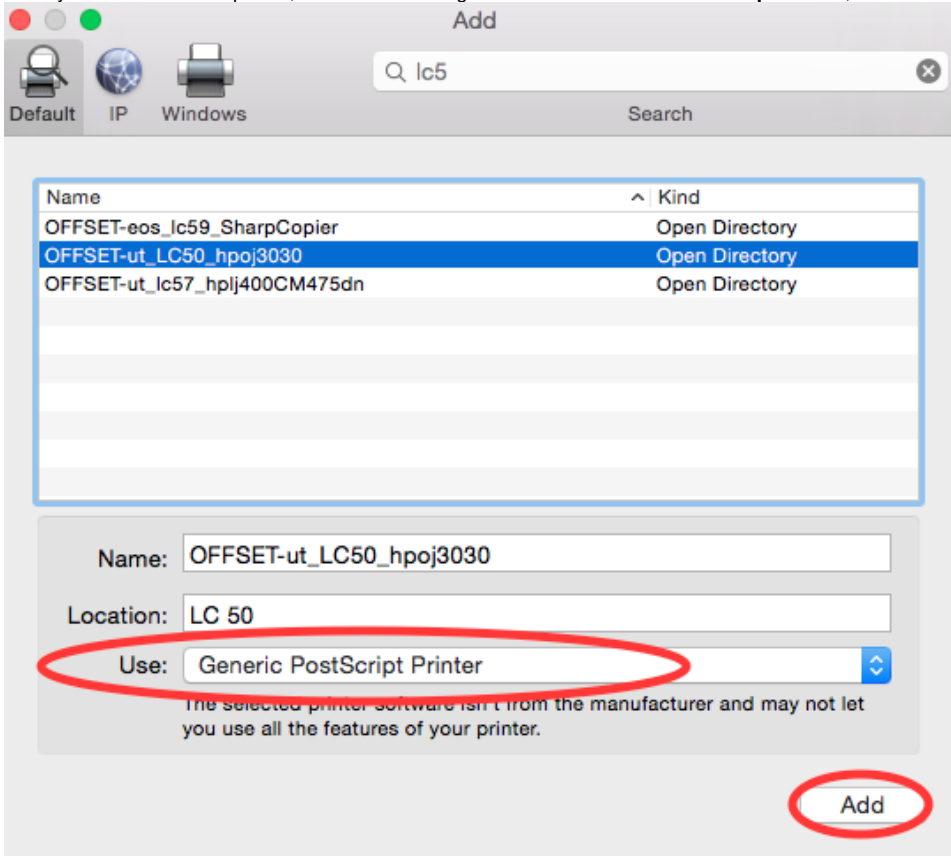 Add
lc5
Default IP Windows Search
Name Kind
OFFSET-eos_lc59_SharpCopier Open Directory
OFFSET-ut_LC50_hpoj3030 Open Directory
OFFSET-ut_lc57_hplj400CM475dn Open Directory
Name: OFFSET-ut_LC50_hpoj3030
Location: LC 50
Use: Generic PostScript Printer
The selected printer software isn't from the manufacturer and may not let
you use all the features of your printer.
Add